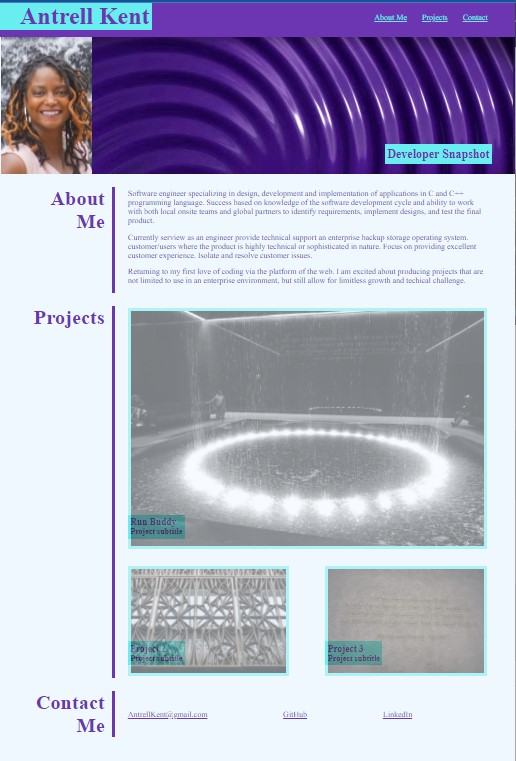 Antrell Kent
About Me Projects Contact
Developer Snapshot
About
Me
Software engineer specializing in design, development and implementation of applications in C and C++
programming language. Success based on knowledge of the software development cycle and ability to work
with both local onsite teams and global partners to identify requirements, implement designs, and test the final
product.
Currently serview as an engineer provide technical support an enterprise backup storage operating system.
customer/users where the product is highly technical or sophisticated in nature. Focus on providing excellent
customer experience. Isolate and resolve customer issues.
Returning to my first love of coding via the platform of the web. I am excited about producing projects that are
not limited to use in an enterprise environment, but still allow for limitless growth and techical challenge.
Projects
Run Buddy
Project subtitle
Project
Project subtitle
Project 3
Project subtitle
Contact
Me
AntrellKent@gmail.com GitHub LinkedIn